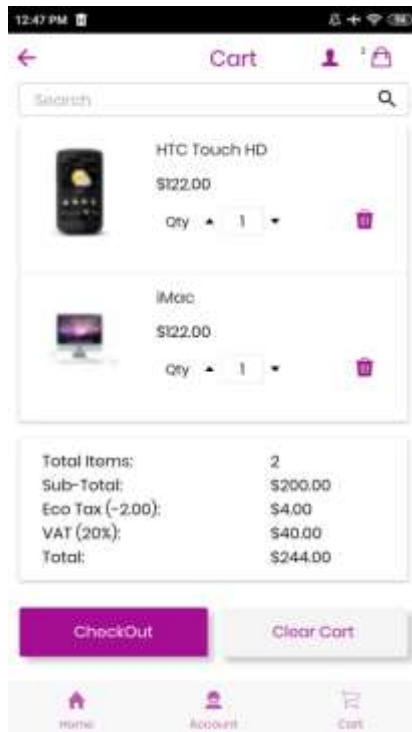 12:47 PM
Cart
2
Search
HTC Touch HD
$122.00
Qty 1
iMac
$122.00
Qty 1
Total Items: 2
Sub-Total: $200.00
Eco Tax (-2.00): $4.00
VAT (20%): $40.00
Total: $244.00
CheckOut Clear Cart
Home Account Cart